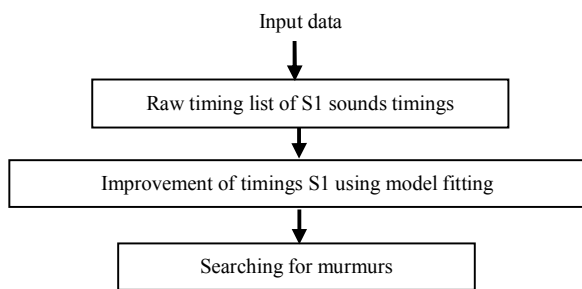 Input data
Raw timing list of S1 sounds timings
Improvement of timings S1 using model fitting
Searching for murmurs